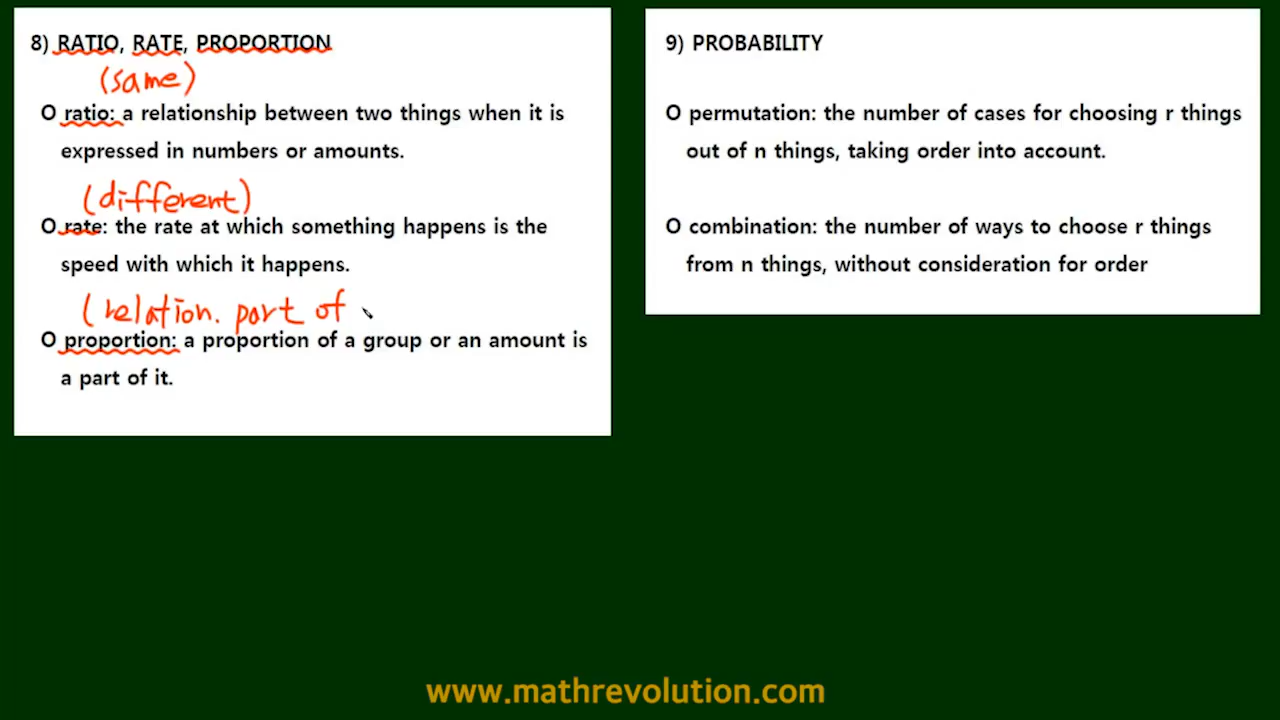 8) RATIO, RATE, PROPORTION
(same)
O ratio: a relationship between two things when it is
expressed in numbers or amounts.
(different)
O rate: the rate at which something happens is the
speed with which it happens.
(relation. part of
O proportion: a proportion of a group or an amount is
a part of it.
9) PROBABILITY
O permutation: the number of cases for choosing r things
out of n things, taking order into account.
O combination: the number of ways to choose r things
from n things, without consideration for order
www.mathrevolution.com